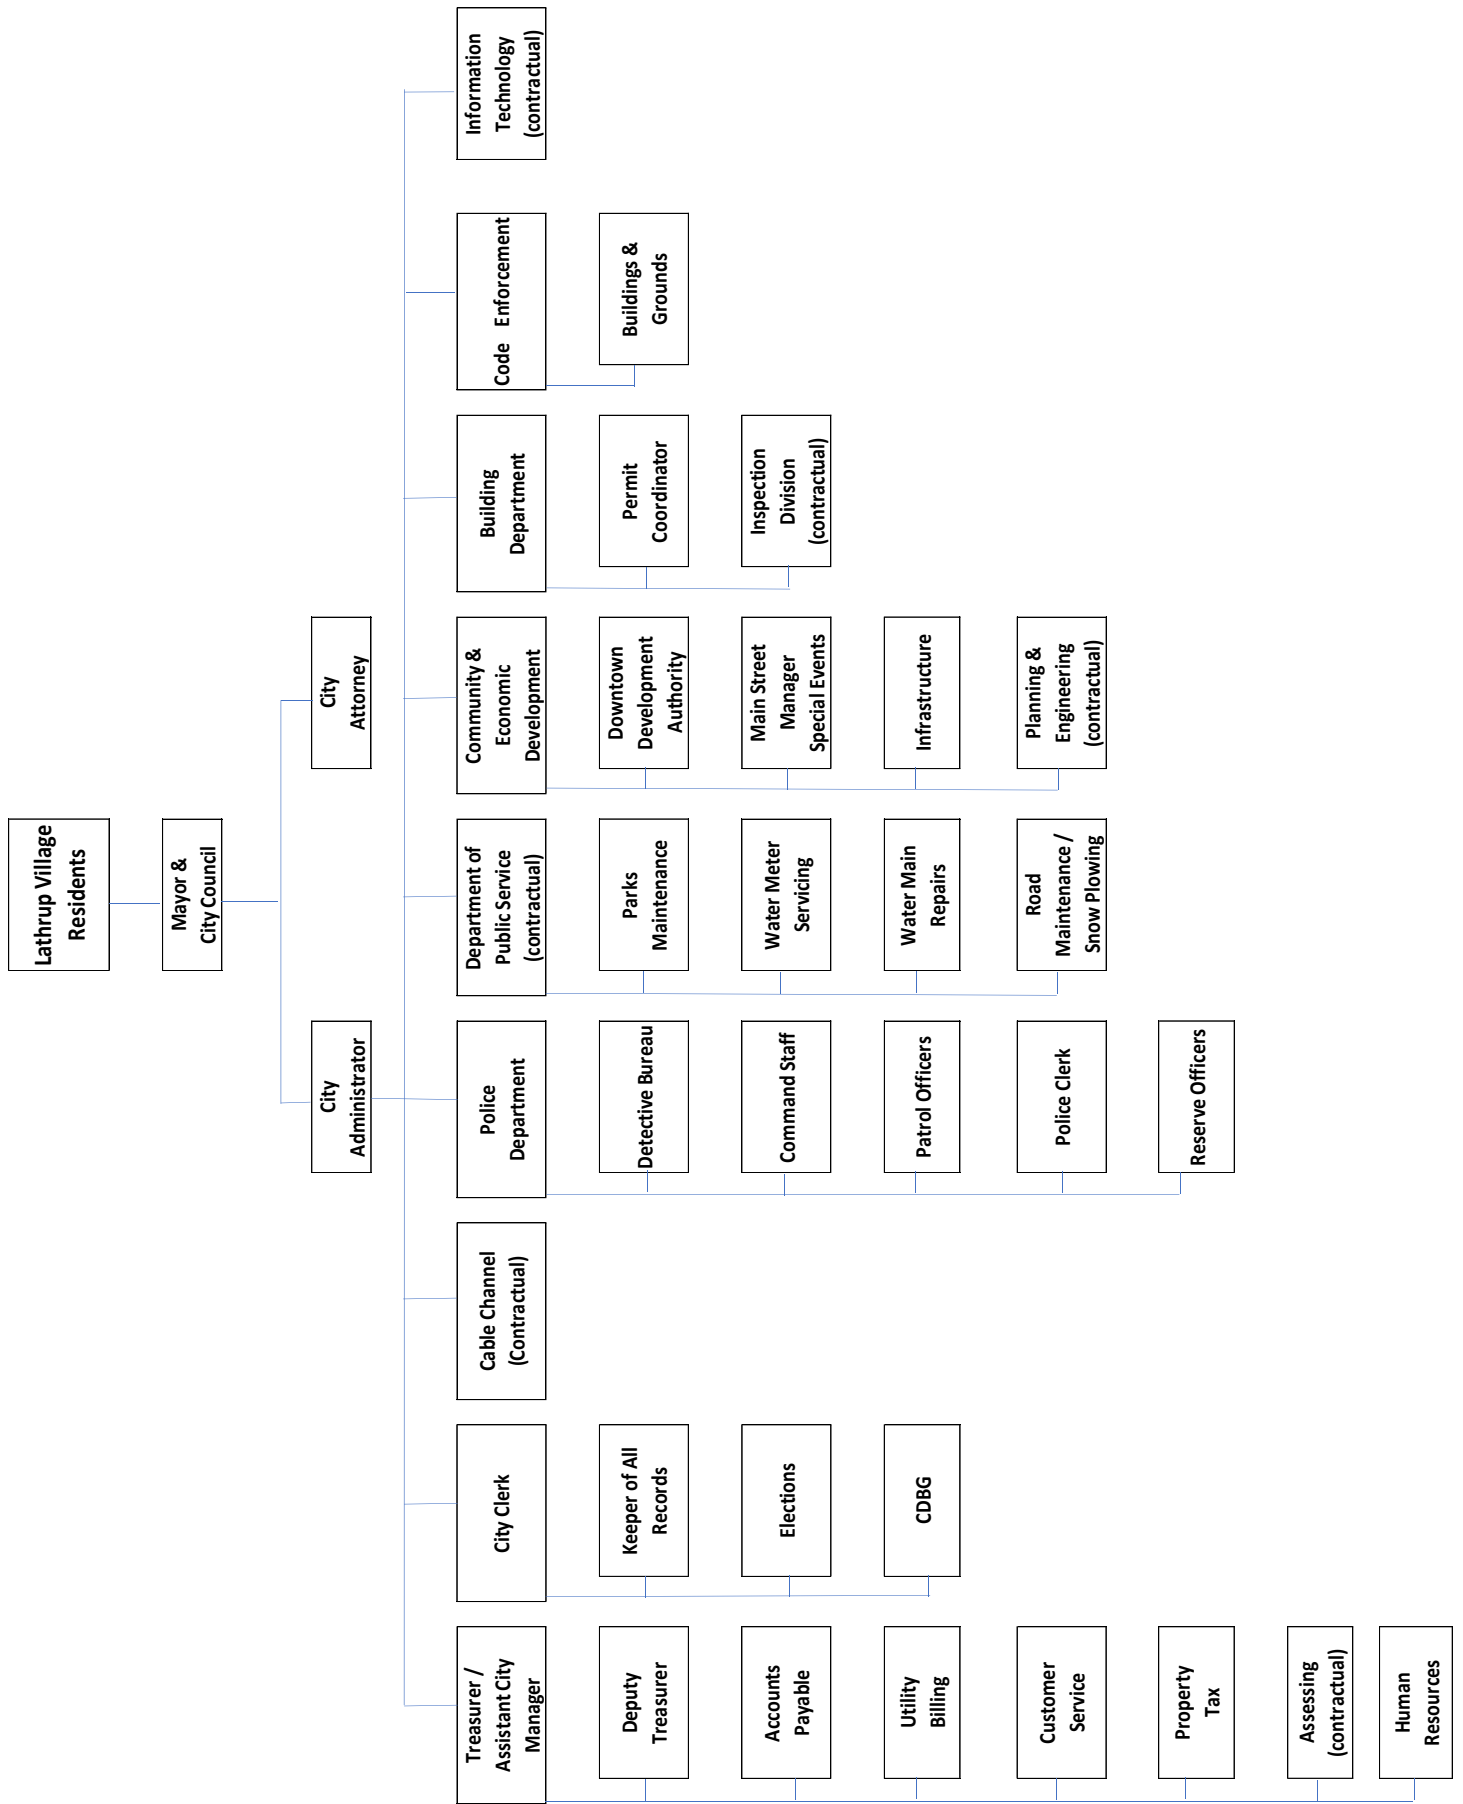 Lathrup Village
Residents
Mayor &
City Council
City
Administrator
City
Attorney
Treasurer /
Assistant City
Manager
Deputy
Treasurer
Accounts
Payable
Utility
Billing
Customer
Service
Property
Tax
Assessing
(contractual)
Human
Resources
City Clerk
Keeper of All
Records
Elections
CDBG
Cable Channel
(Contractual)
Police
Department
Detective Bureau
Command Staff
Patrol Officers
Police Clerk
Reserve Officers
Department of
Public Service
(contractual)
Parks
Maintenance
Water Meter
Servicing
Water Main
Repairs
Road
Maintenance /
Snow Plowing
Community &
Economic
Development
Downtown
Development
Authority
Main Street
Manager
Special Events
Infrastructure
Planning &
Engineering
(contractual)
Building
Department
Permit
Coordinator
Inspection
Division
(contractual)
Code Enforcement
Buildings &
Grounds
Information
Technology
(contractual)